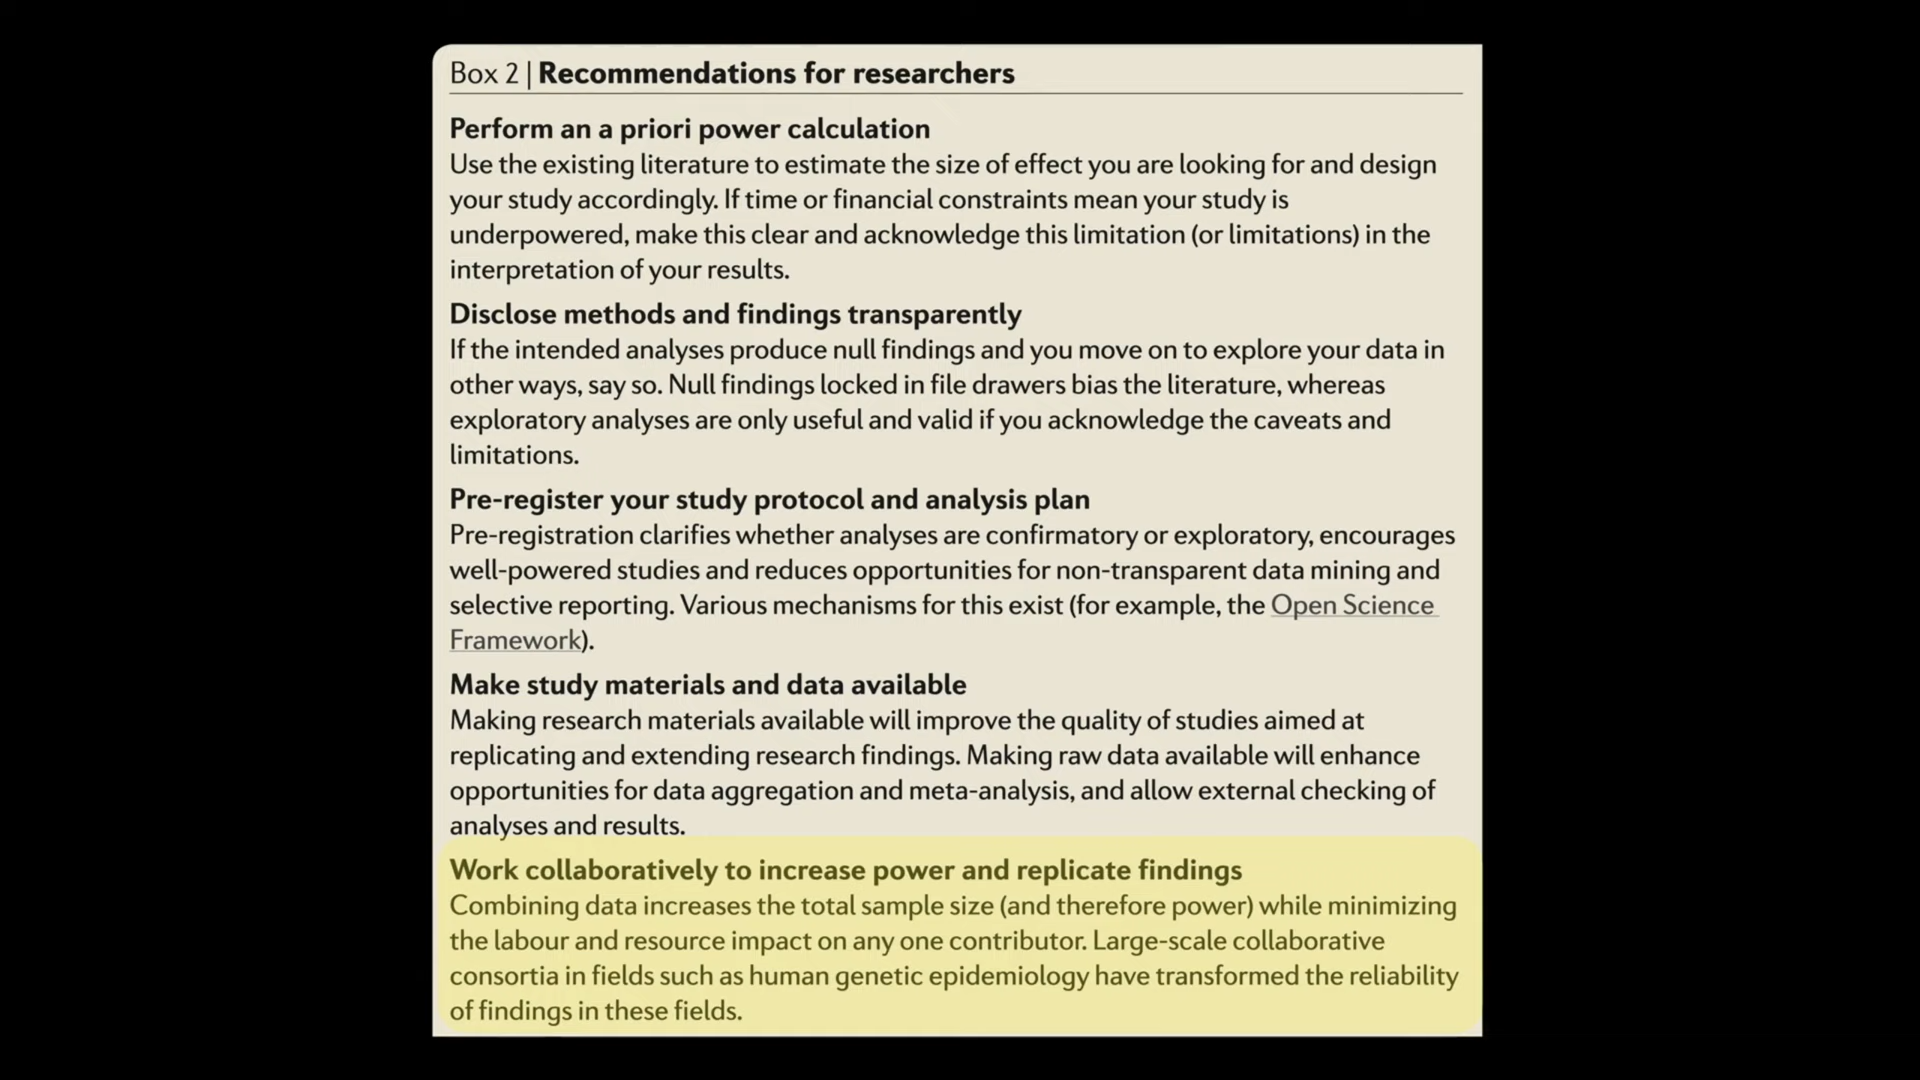 Box 2 | Recommendations for researchers
Perform an a priori power calculation
Use the existing literature to estimate the size of effect you are looking for and design
your study accordingly. If time or financial constraints mean your study is
underpowered, make this clear and acknowledge this limitation (or limitations) in the
interpretation of your results.
Disclose methods and findings transparently
If the intended analyses produce null findings and you move on to explore your data in
other ways, say so. Null findings locked in file drawers bias the literature, whereas
exploratory analyses are only useful and valid if you acknowledge the caveats and
limitations.
Pre-register your study protocol and analysis plan
Pre-registration clarifies whether analyses are confirmatory or exploratory, encourages
well-powered studies and reduces opportunities for non-transparent data mining and
selective reporting. Various mechanisms for this exist (for example, the Open Science
Framework).
Make study materials and data available
Making research materials available will improve the quality of studies aimed at
replicating and extending research findings. Making raw data available will enhance
opportunities for data aggregation and meta-analysis, and allow external checking of
analyses and results.
Work collaboratively to increase power and replicate findings
Combining data increases the total sample size (and therefore power) while minimizing
the labour and resource impact on any one contributor. Large-scale collaborative
consortia in fields such as human genetic epidemiology have transformed the reliability
of findings in these fields.